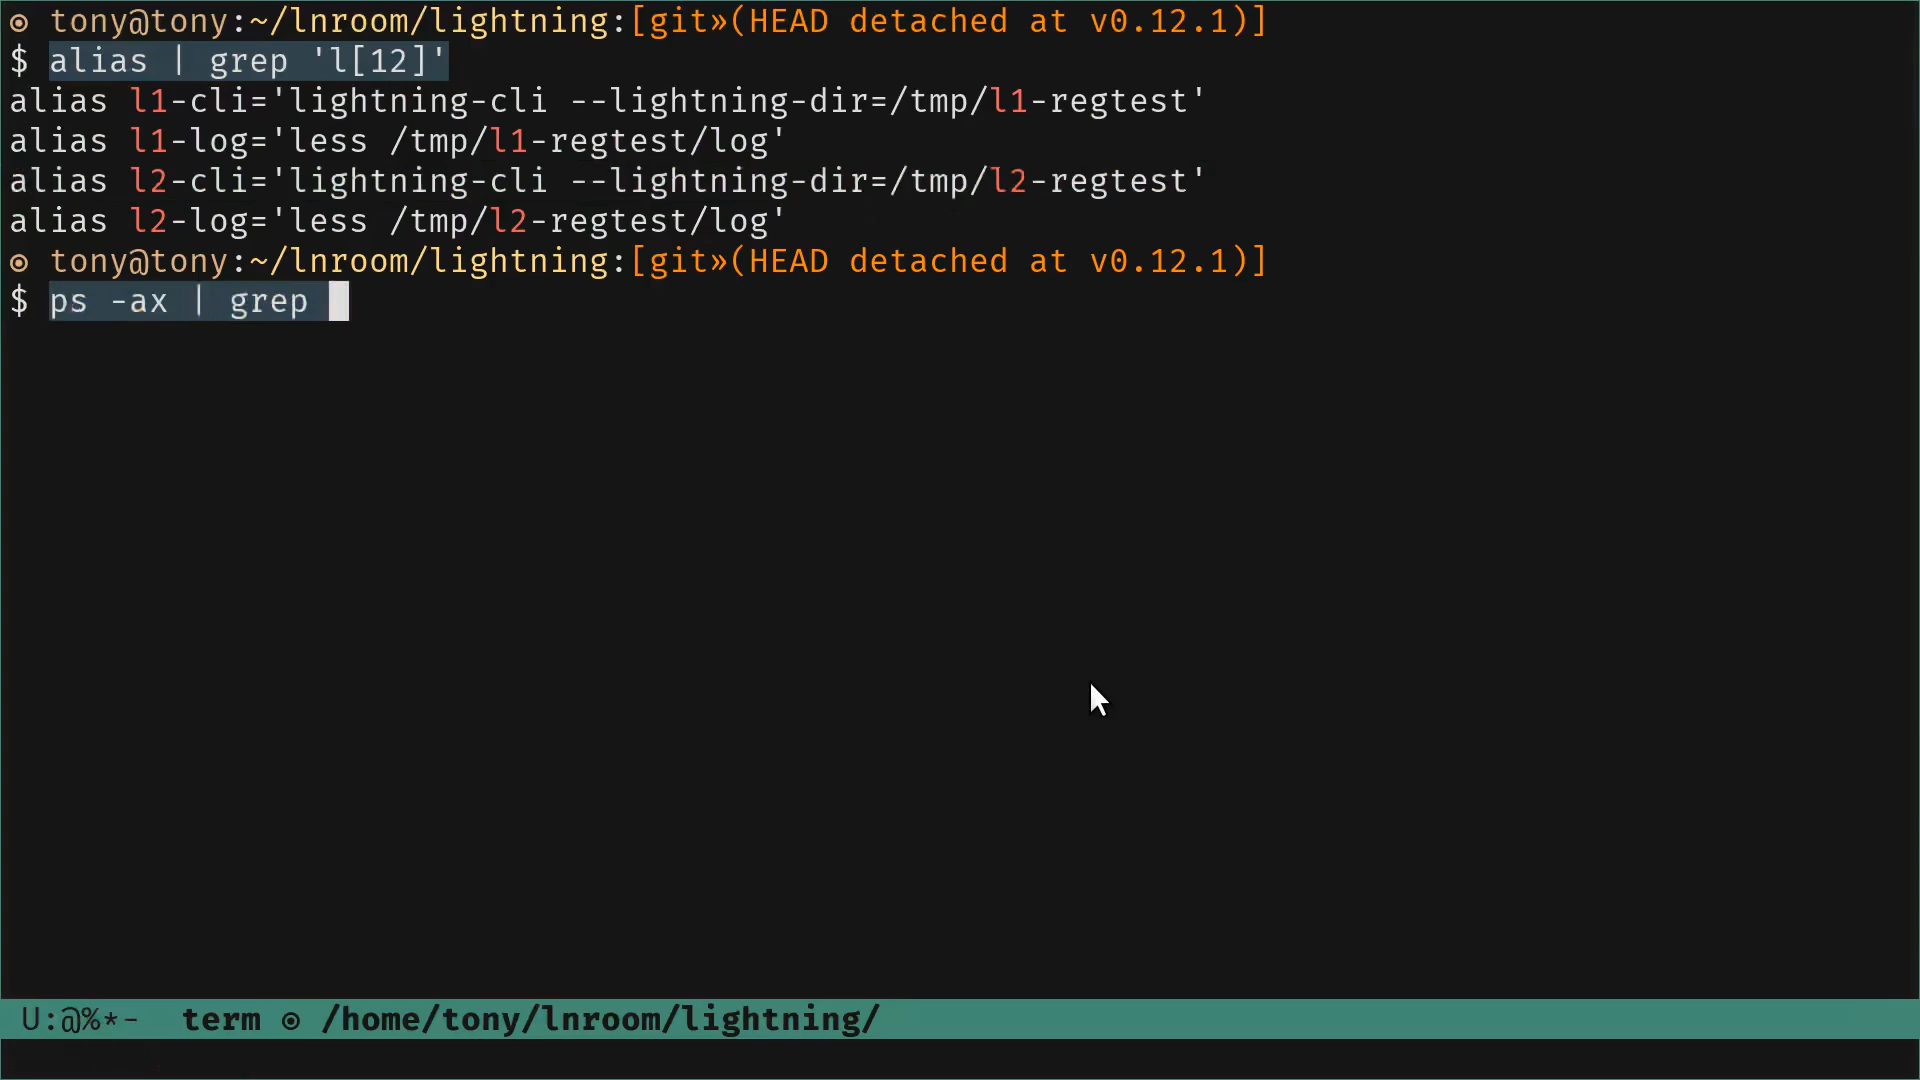 ⊙ tony@tony:~/lnroom/lightning:[git»(HEAD detached at v0.12.1)]
$ alias | grep 'l[12]'
alias l1-cli='lightning-cli --lightning-dir=/tmp/l1-regtest'
alias l1-log='less /tmp/l1-regtest/log'
alias l2-cli='lightning-cli --lightning-dir=/tmp/l2-regtest'
alias l2-log='less /tmp/l2-regtest/log'
⊙ tony@tony:~/lnroom/lightning:[git»(HEAD detached at v0.12.1)]
$ ps -ax | grep
U:@%*-  term ⊙ /home/tony/lnroom/lightning/